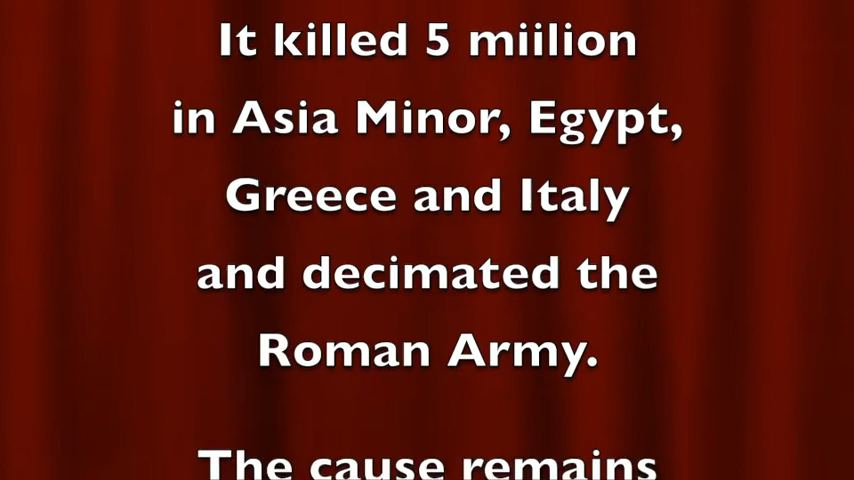 It killed 5 miilion
in Asia Minor, Egypt,
Greece and Italy
and decimated the
Roman Army.
The cause remains